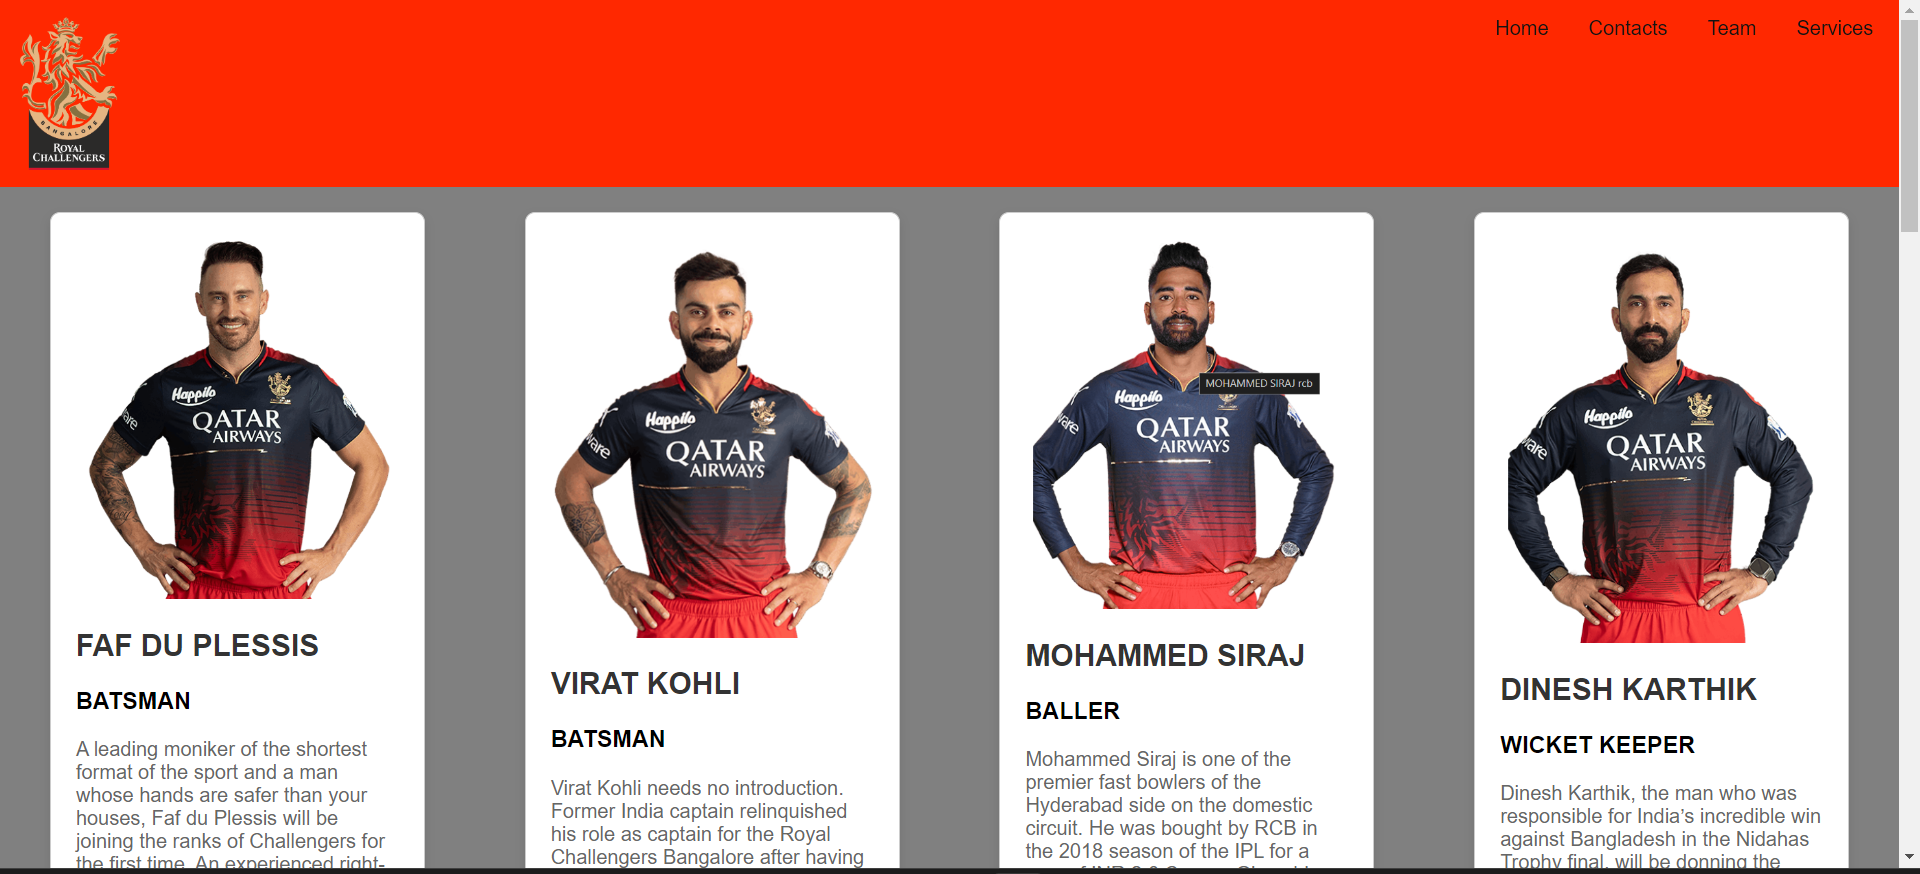 Home Contacts Team Services
BANGALORE
ROYAL
CHALLENGERS
Happilo
QATAR
AIRWAYS
FAF DU PLESSIS
BATSMAN
A leading moniker of the shortest
format of the sport and a man
whose hands are safer than your
houses, Faf du Plessis will be
joining the ranks of Challengers for
the first time. An experienced right-
Happilo
QATAR
AIRWAYS
VIRAT KOHLI
BATSMAN
Virat Kohli needs no introduction.
Former India captain relinquished
his role as captain for the Royal
Challengers Bangalore after having
MOHAMMED SIRAJ rcb
Happilo
QATAR
AIRWAYS
MOHAMMED SIRAJ
BALLER
Mohammed Siraj is one of the
premier fast bowlers of the
Hyderabad side on the domestic
circuit. He was bought by RCB in
the 2018 season of the IPL for a
Happilo
QATAR
AIRWAYS
DINESH KARTHIK
WICKET KEEPER
Dinesh Karthik, the man who was
responsible for India’s incredible win
against Bangladesh in the Nidahas
Trophy final, will be donning the